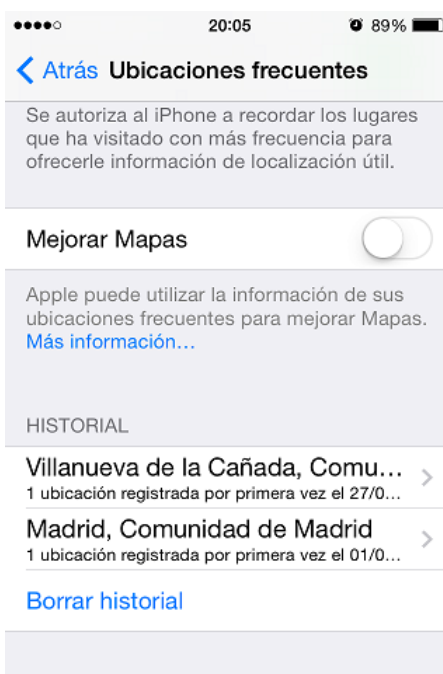 20:05 89%
Atrás Ubicaciones frecuentes
Se autoriza al iPhone a recordar los lugares
que ha visitado con más frecuencia para
ofrecerle información de localización útil.
Mejorar Mapas
Apple puede utilizar la información de sus
ubicaciones frecuentes para mejorar Mapas.
Más información...
HISTORIAL
Villanueva de la Cañada, Comu...
1 ubicación registrada por primera vez el 27/0...
Madrid, Comunidad de Madrid
1 ubicación registrada por primera vez el 01/0...
Borrar historial